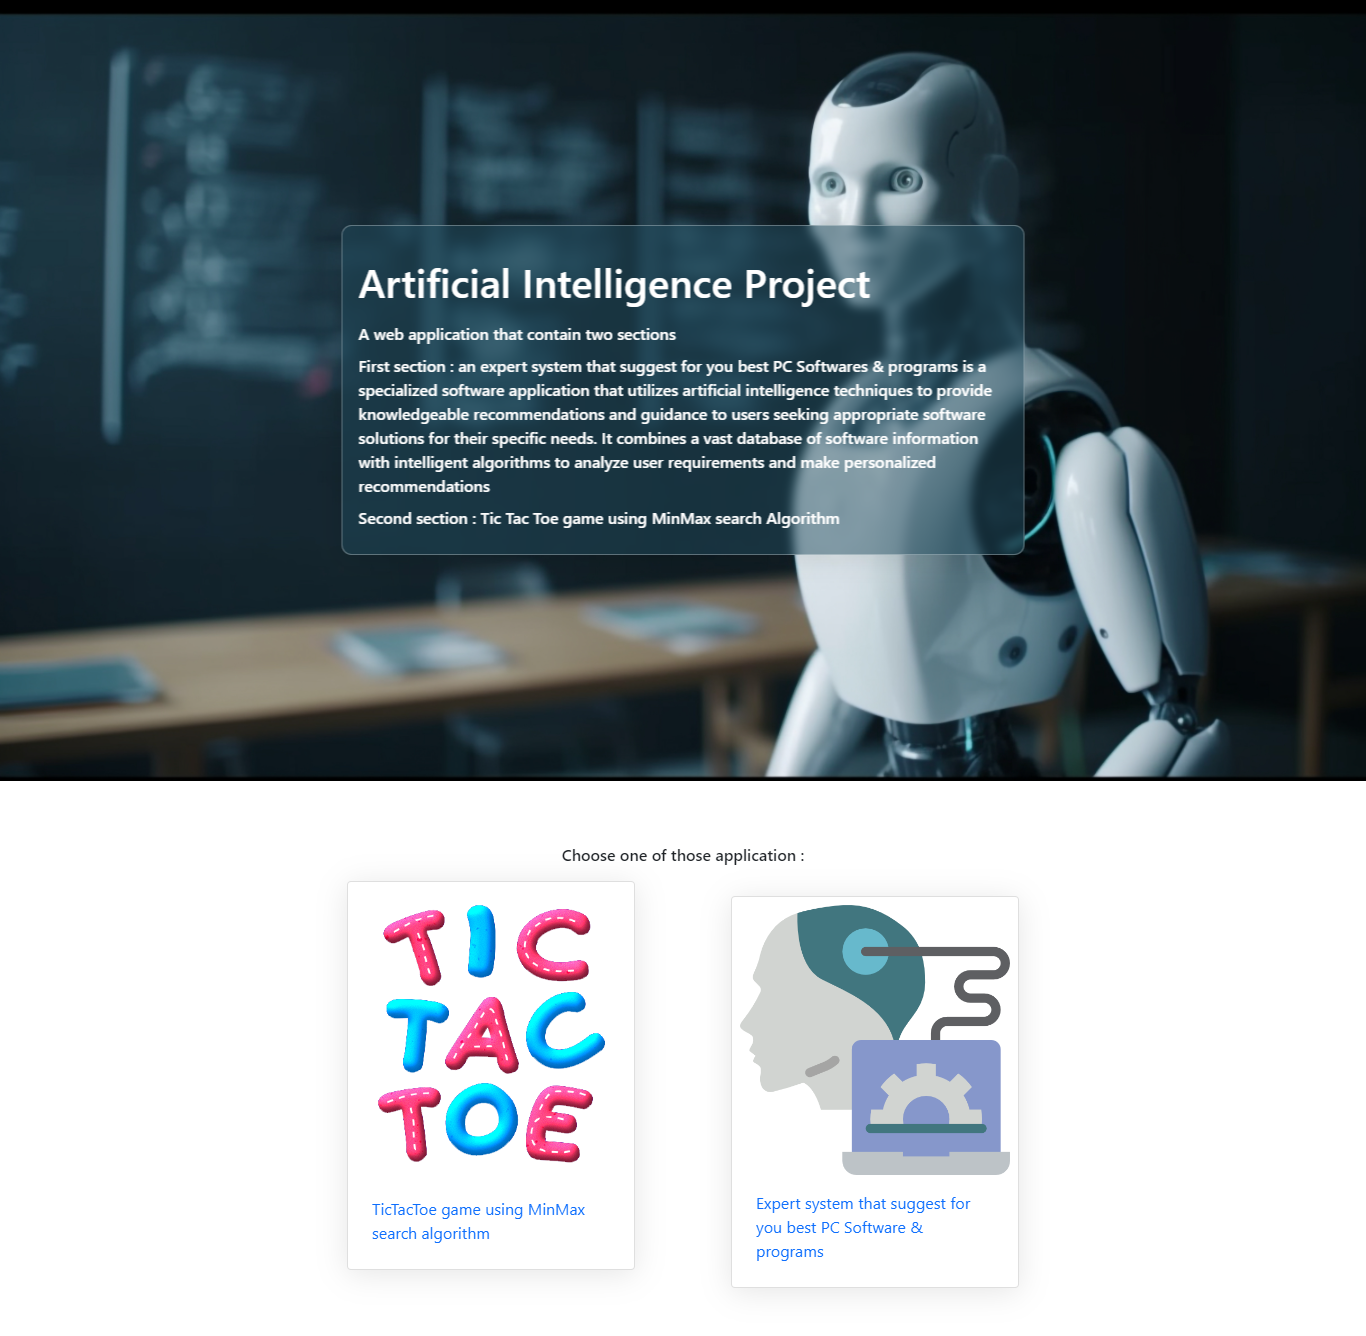 Artificial Intelligence Project
A web application that contain two sections
First section : an expert system that suggest for you best PC Softwares & programs is a
specialized software application that utilizes artificial intelligence techniques to provide
knowledgeable recommendations and guidance to users seeking appropriate software
solutions for their specific needs. It combines a vast database of software information
with intelligent algorithms to analyze user requirements and make personalized
recommendations
Second section : Tic Tac Toe game using MinMax search Algorithm
Choose one of those application :
TIC
TAC
TOE
TicTacToe game using MinMax
search algorithm
Expert system that suggest for
you best PC Software &
programs